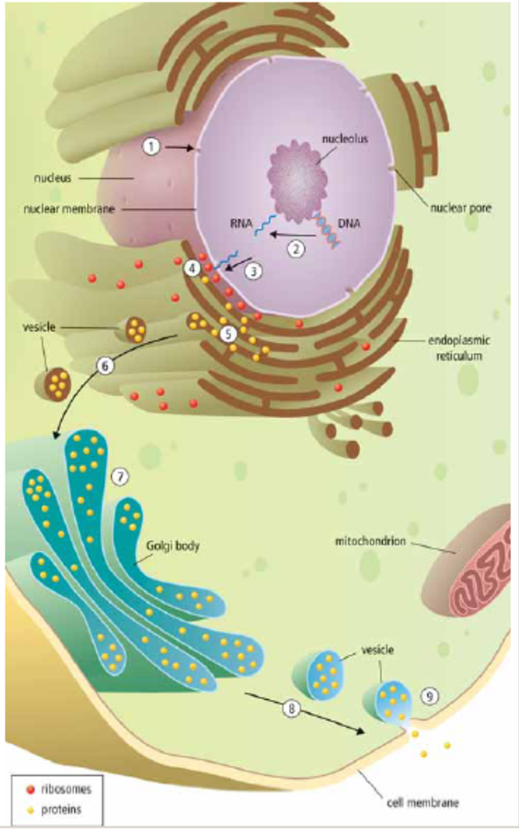 nucleolus
1
nucleus
nuclear membrane
nuclear pore
RNA
DNA
2
3
4
vesicle
5
endoplasmic
reticulum
6
7
Golgi body
mitochondrion
vesicle
8
9
ribosomes
proteins
cell membrane